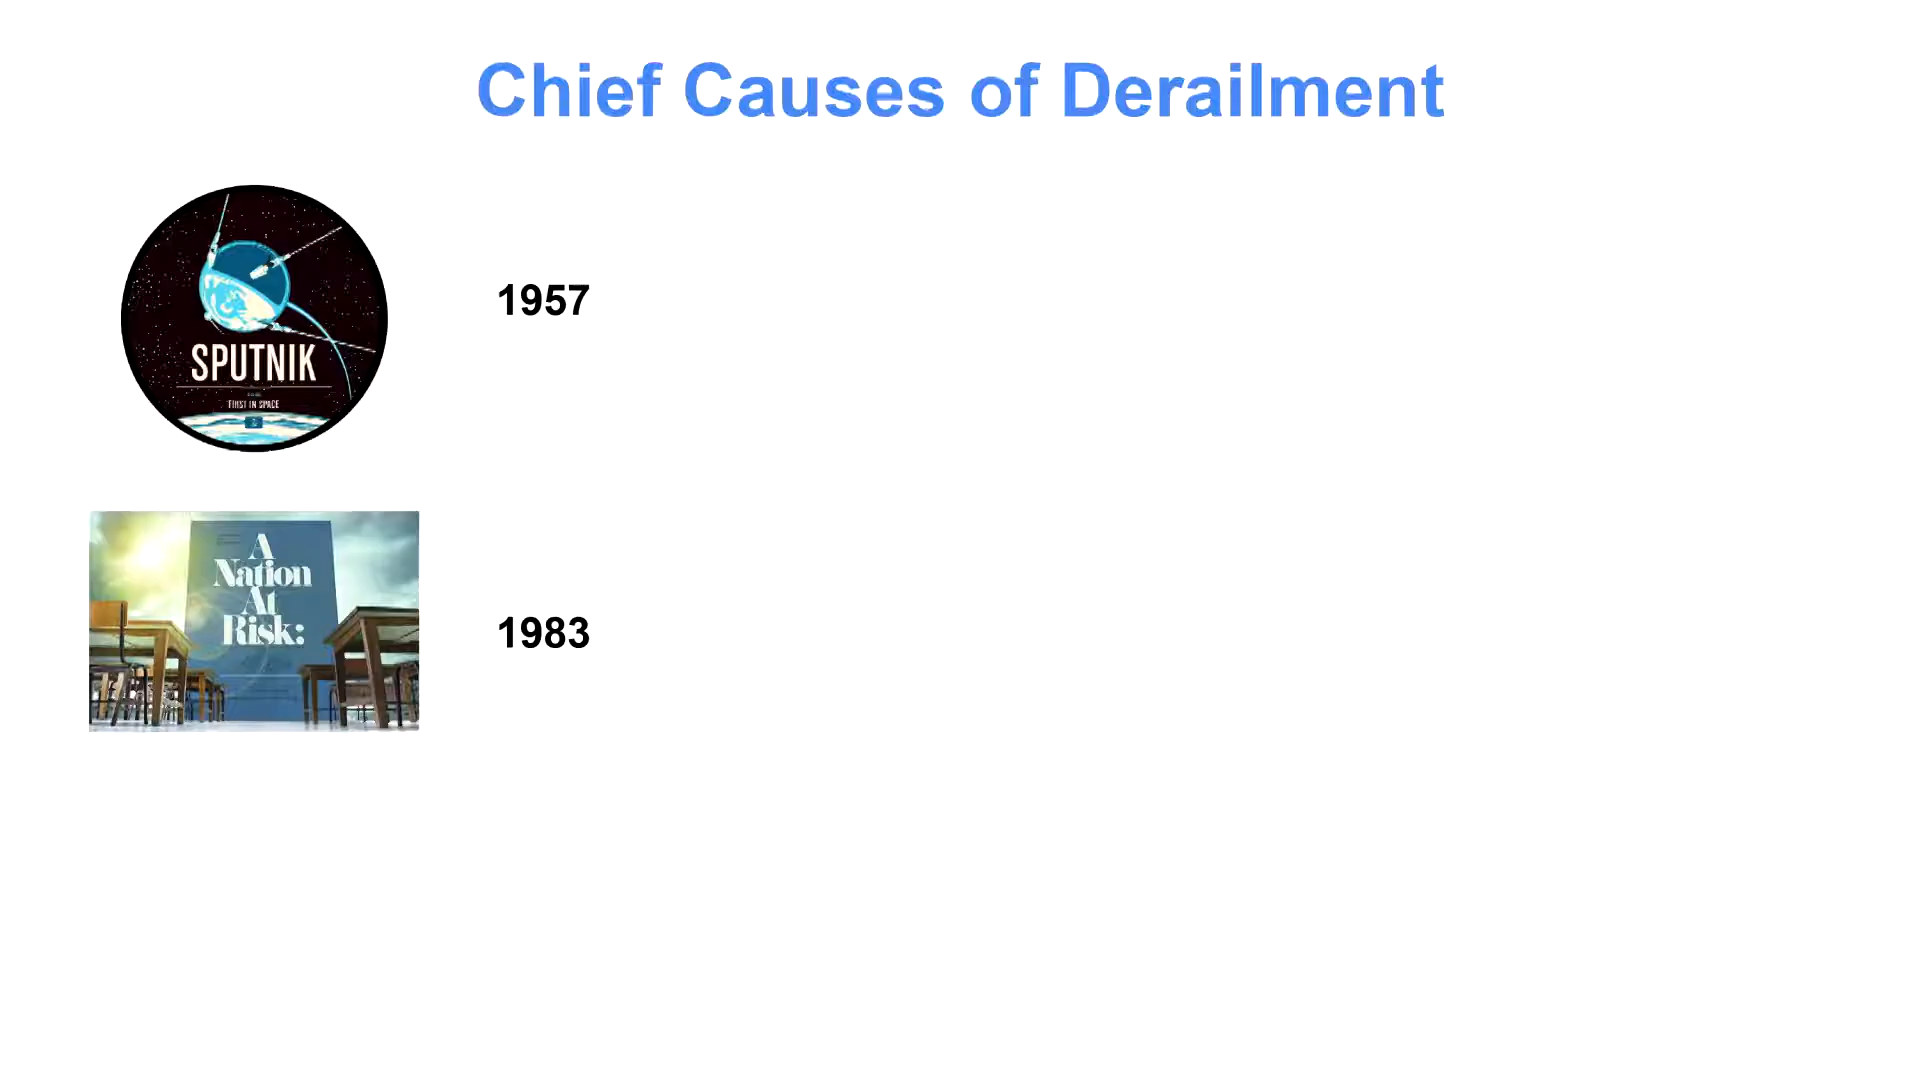 Chief Causes of Derailment
SPUTNIK
FIRST IN SPACE
1957
A
Nation
At
Risk:
1983